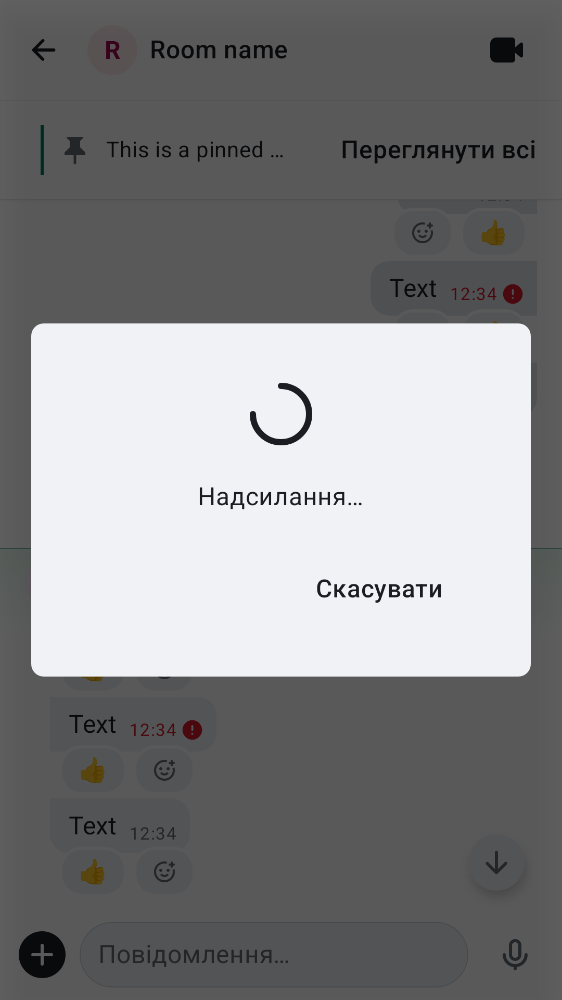 R Room name
This is a pinned … Переглянути всі
👍
Text 12:34
Надсилання…
Скасувати
Text 12:34
👍
Text 12:34
👍
Повідомлення…